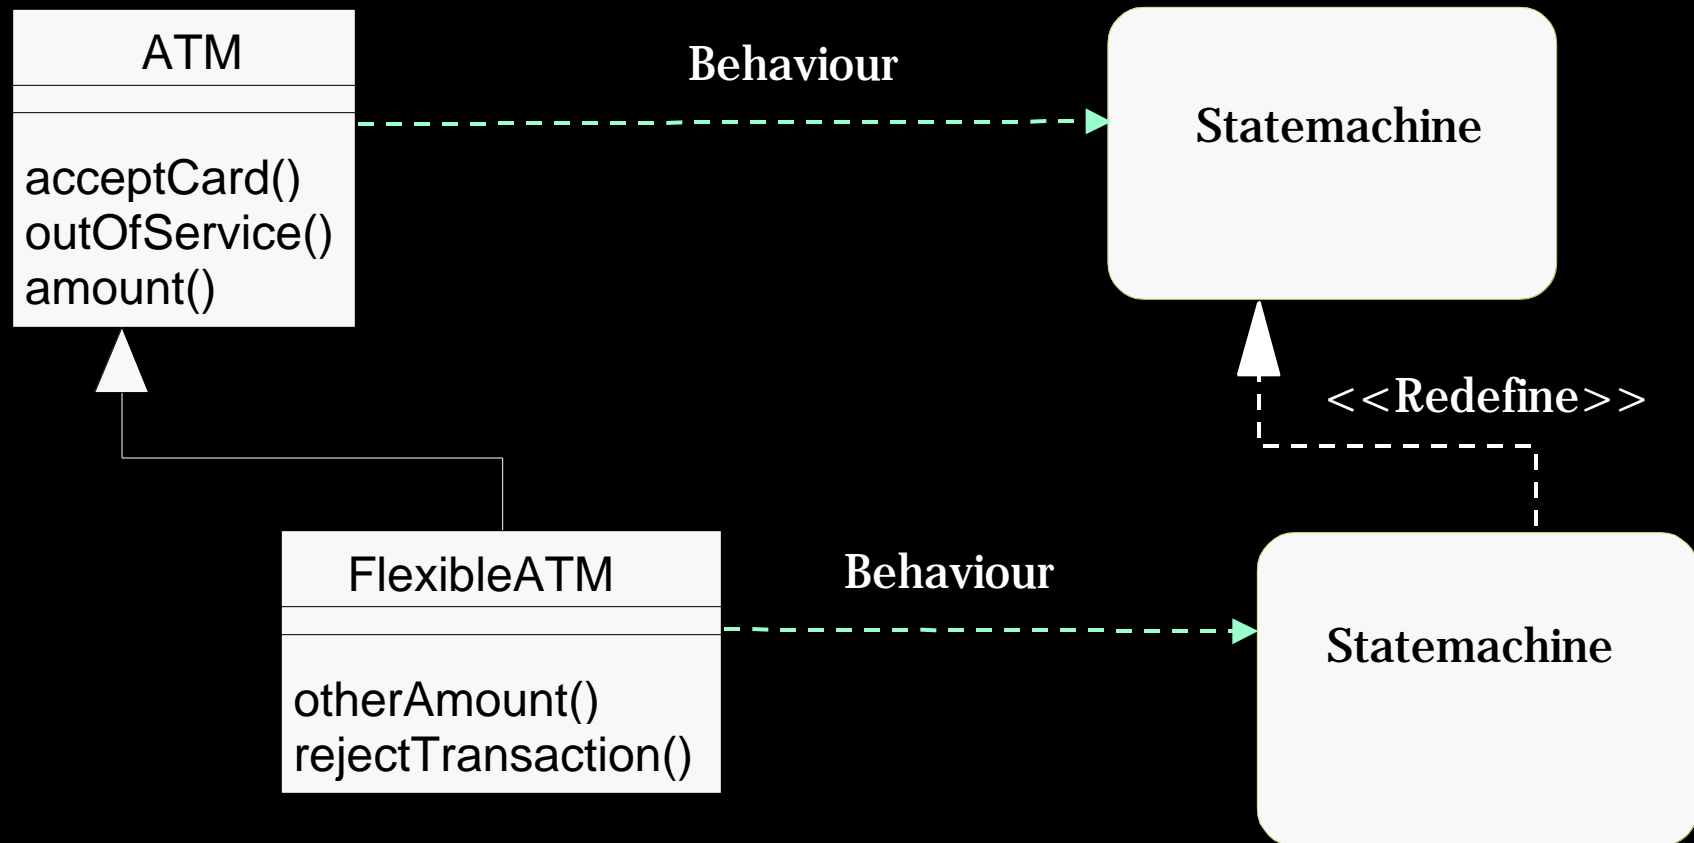 ATM
acceptCard()
outOfService()
amount()
Behaviour
Statemachine
<<Redefine>>
FlexibleATM
otherAmount()
rejectTransaction()
Behaviour
Statemachine